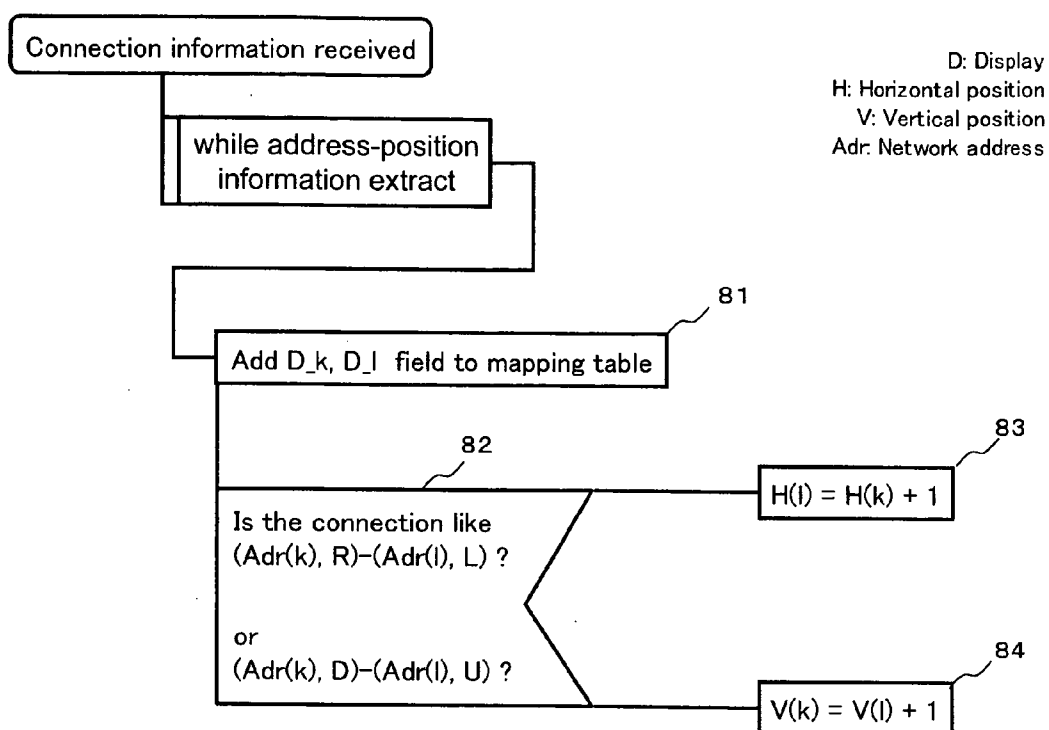 Connection information received
D: Display
H: Horizontal position
V: Vertical position
Adr: Network address
while address-position
information extract
81
Add D_k, D_l field to mapping table
82
83
Is the connection like
(Adr(k), R)-(Adr(l), L) ?
H(l) = H(k) + 1
or
(Adr(k), D)-(Adr(l), U) ?
84
V(k) = V(l) + 1